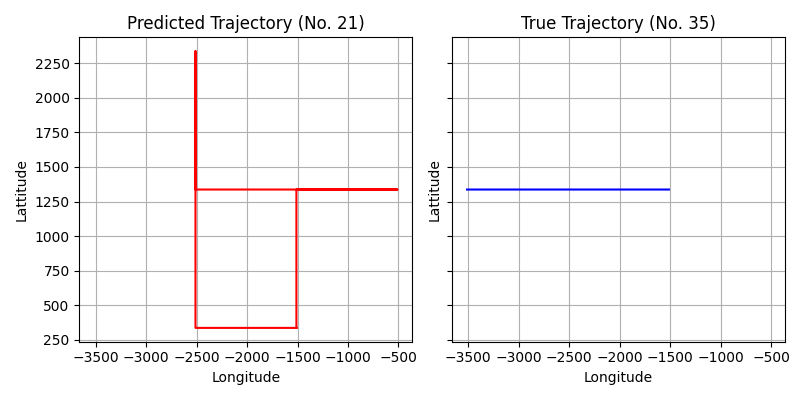 Predicted Trajectory (No. 21)
True Trajectory (No. 35)
Lattitude
2250
2000
1750
1500
1250
1000
750
500
250
−3500 −3000 −2500 −2000 −1500 −1000 −500
Longitude
Lattitude
−3500 −3000 −2500 −2000 −1500 −1000 −500
Longitude